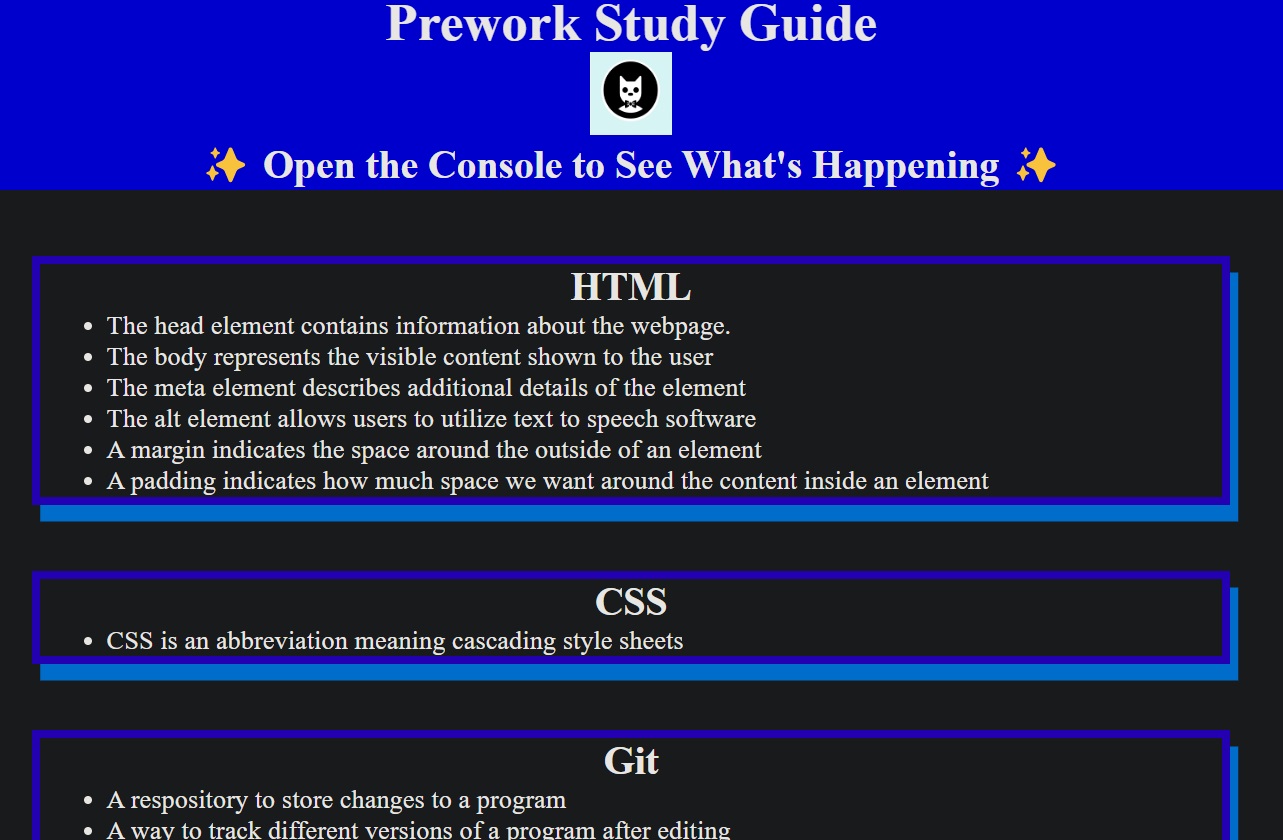 Prework Study Guide
✨ Open the Console to See What's Happening ✨
HTML
• The head element contains information about the webpage.
• The body represents the visible content shown to the user
• The meta element describes additional details of the element
• The alt element allows users to utilize text to speech software
• A margin indicates the space around the outside of an element
• A padding indicates how much space we want around the content inside an element
CSS
• CSS is an abbreviation meaning cascading style sheets
Git
• A respository to store changes to a program
• A way to track different versions of a program after editing